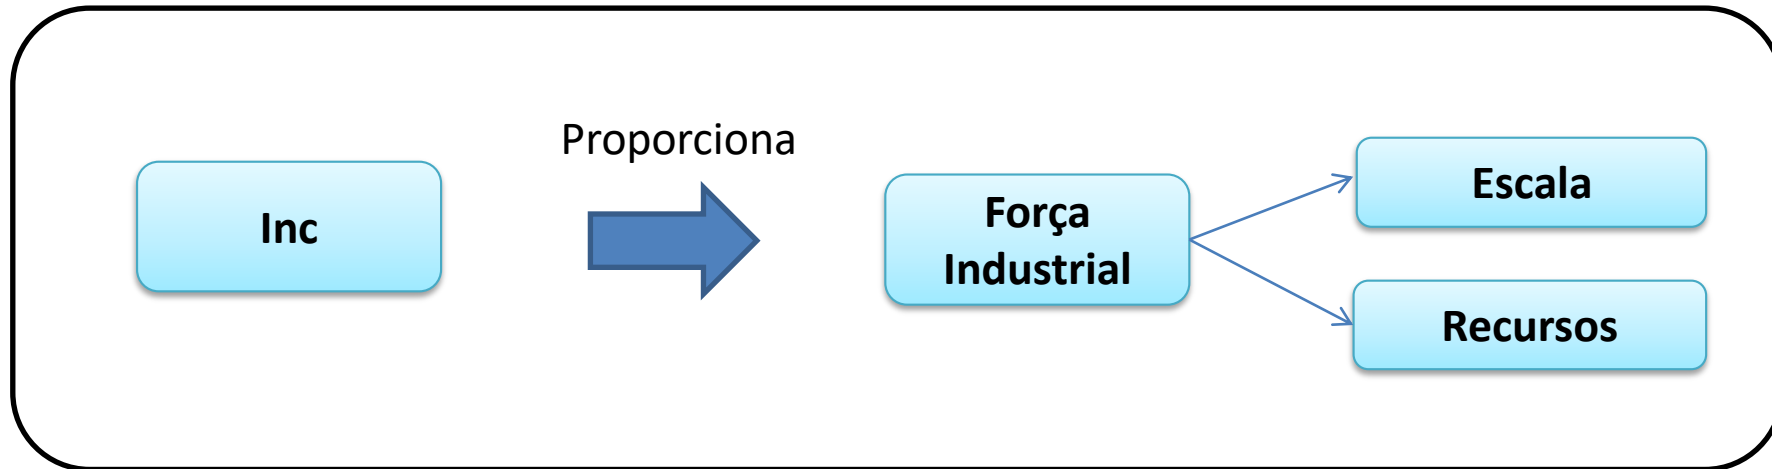 Inc
Proporciona
Força
Industrial
Escala
Recursos